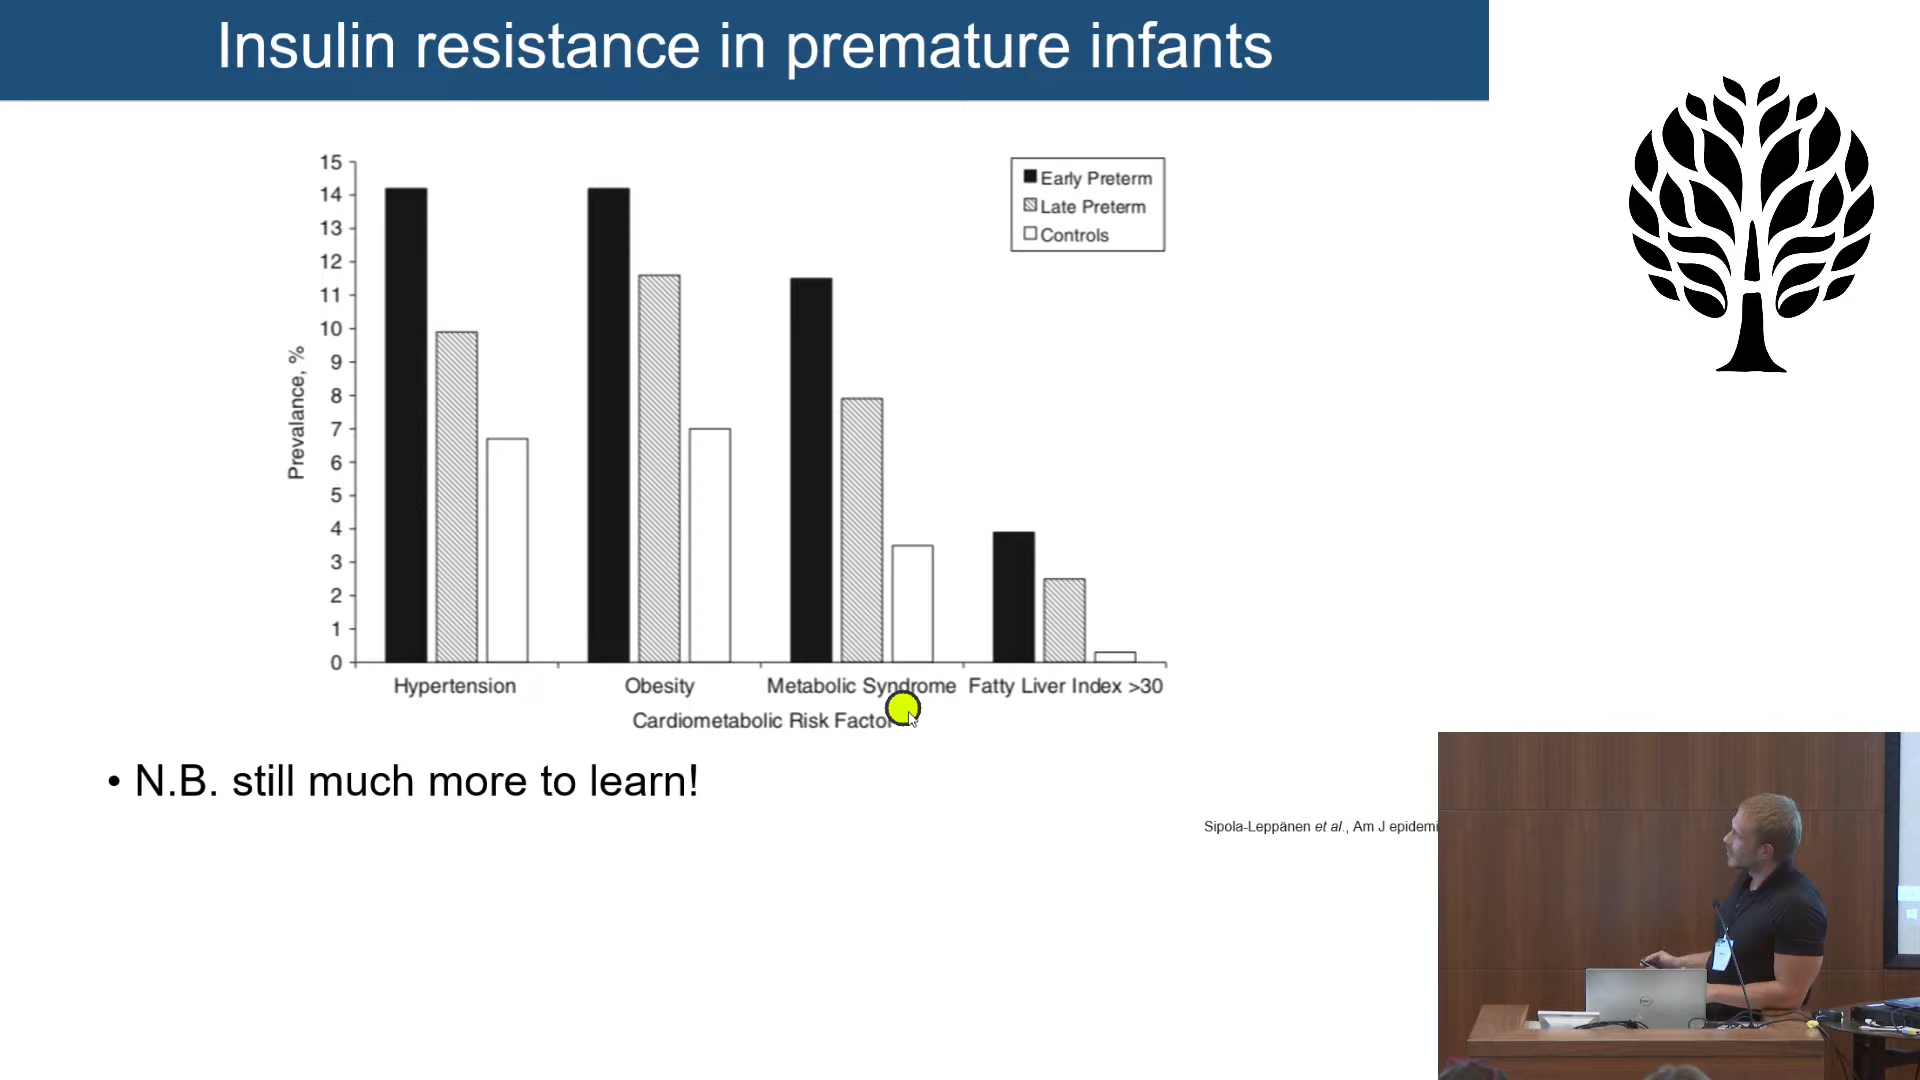 Insulin resistance in premature infants
15
14
13
12
11
10
9
8
7
6
5
4
3
2
1
0
Prevalance, %
Early Preterm
Late Preterm
Controls
Hypertension
Obesity
Metabolic Syndrome
Fatty Liver Index >30
Cardiometabolic Risk Factor
• N.B. still much more to learn!
Sipola-Leppänen et al., Am J epidemi